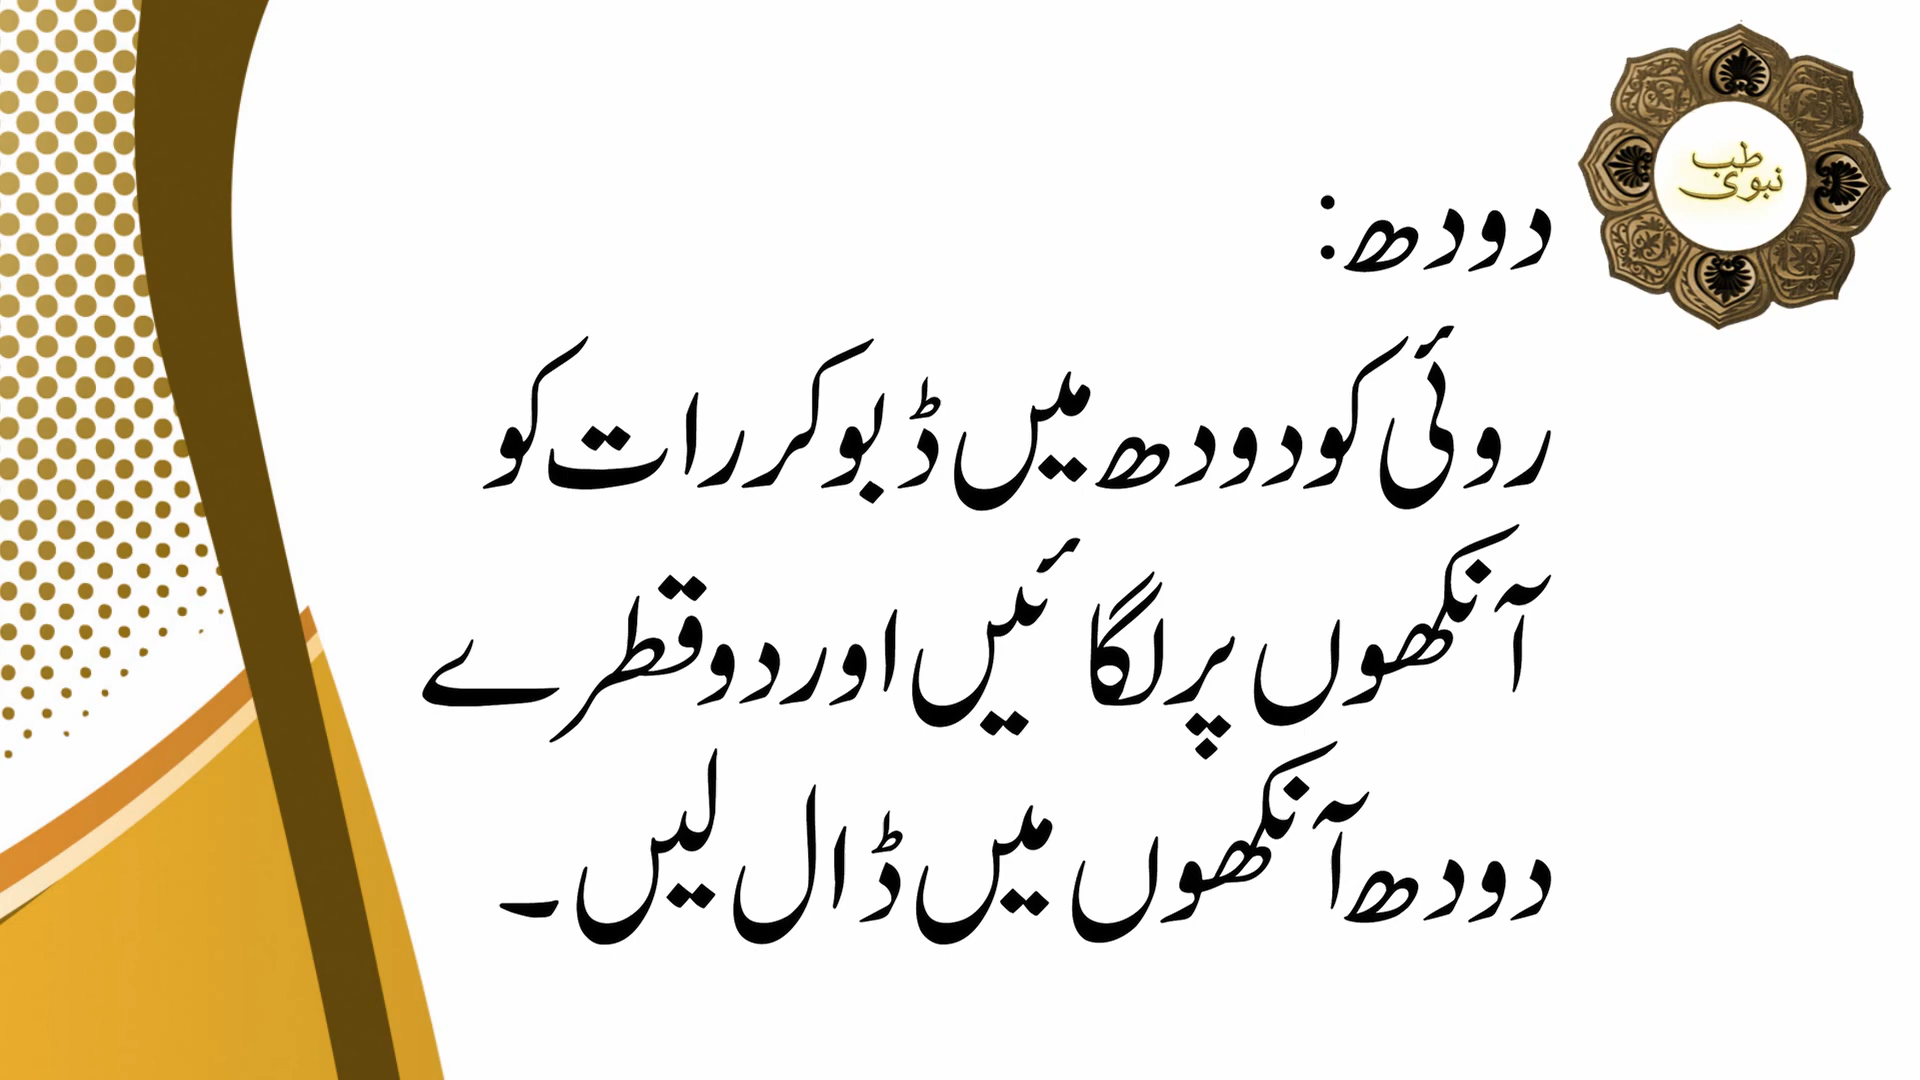 طب
نبوی
دودھ:
روئی کو دودھ میں ڈبو کر رات کو
آنکھوں پر لگائیں اور دو قطرے
دودھ آنکھوں میں ڈال لیں۔